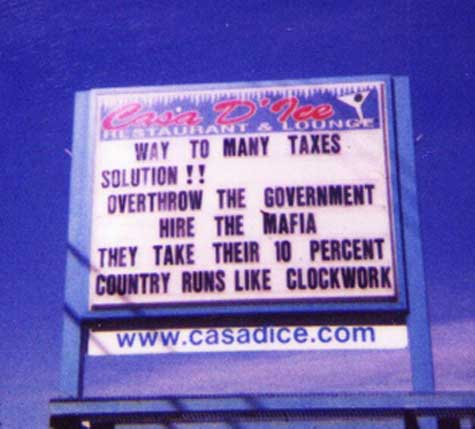 Casa D'Ice
RESTAURANT & LOUNGE
WAY TO MANY TAXES
SOLUTION !!
OVERTHROW THE GOVERNMENT
HIRE THE MAFIA
THEY TAKE THEIR 10 PERCENT
COUNTRY RUNS LIKE CLOCKWORK
www.casadice.com